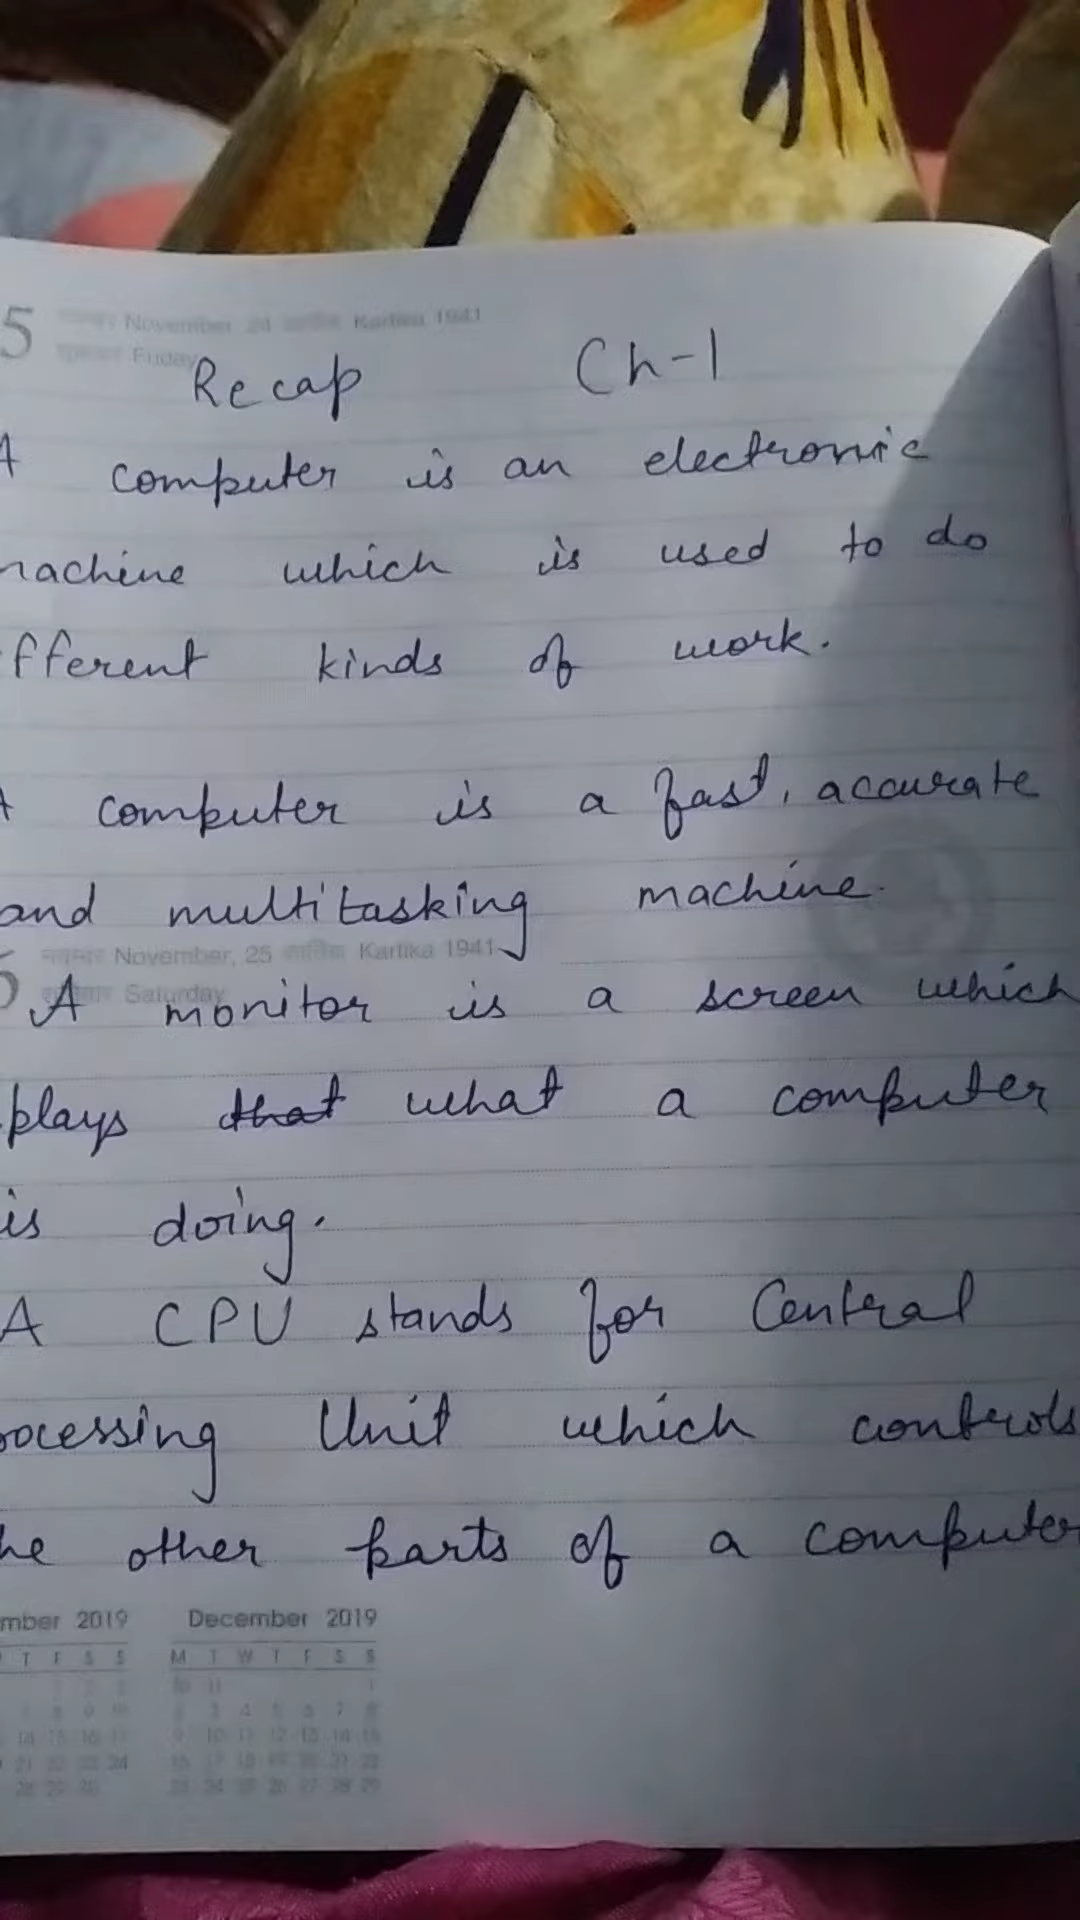 5 November 24 Kartika 1941
Friday
Recap Ch-1
A computer is an electronic
machine which is used to do
fferent kinds of work.
A computer is a fast, accurate
and multitasking machine.
November, 25 Kartika 1941
Saturday
A monitor is a screen which
plays that what a computer
is doing.
A CPU stands for Central
ocessing Unit which controls
he other parts of a computer
mber 2019 December 2019
T F S S M T W T F S S